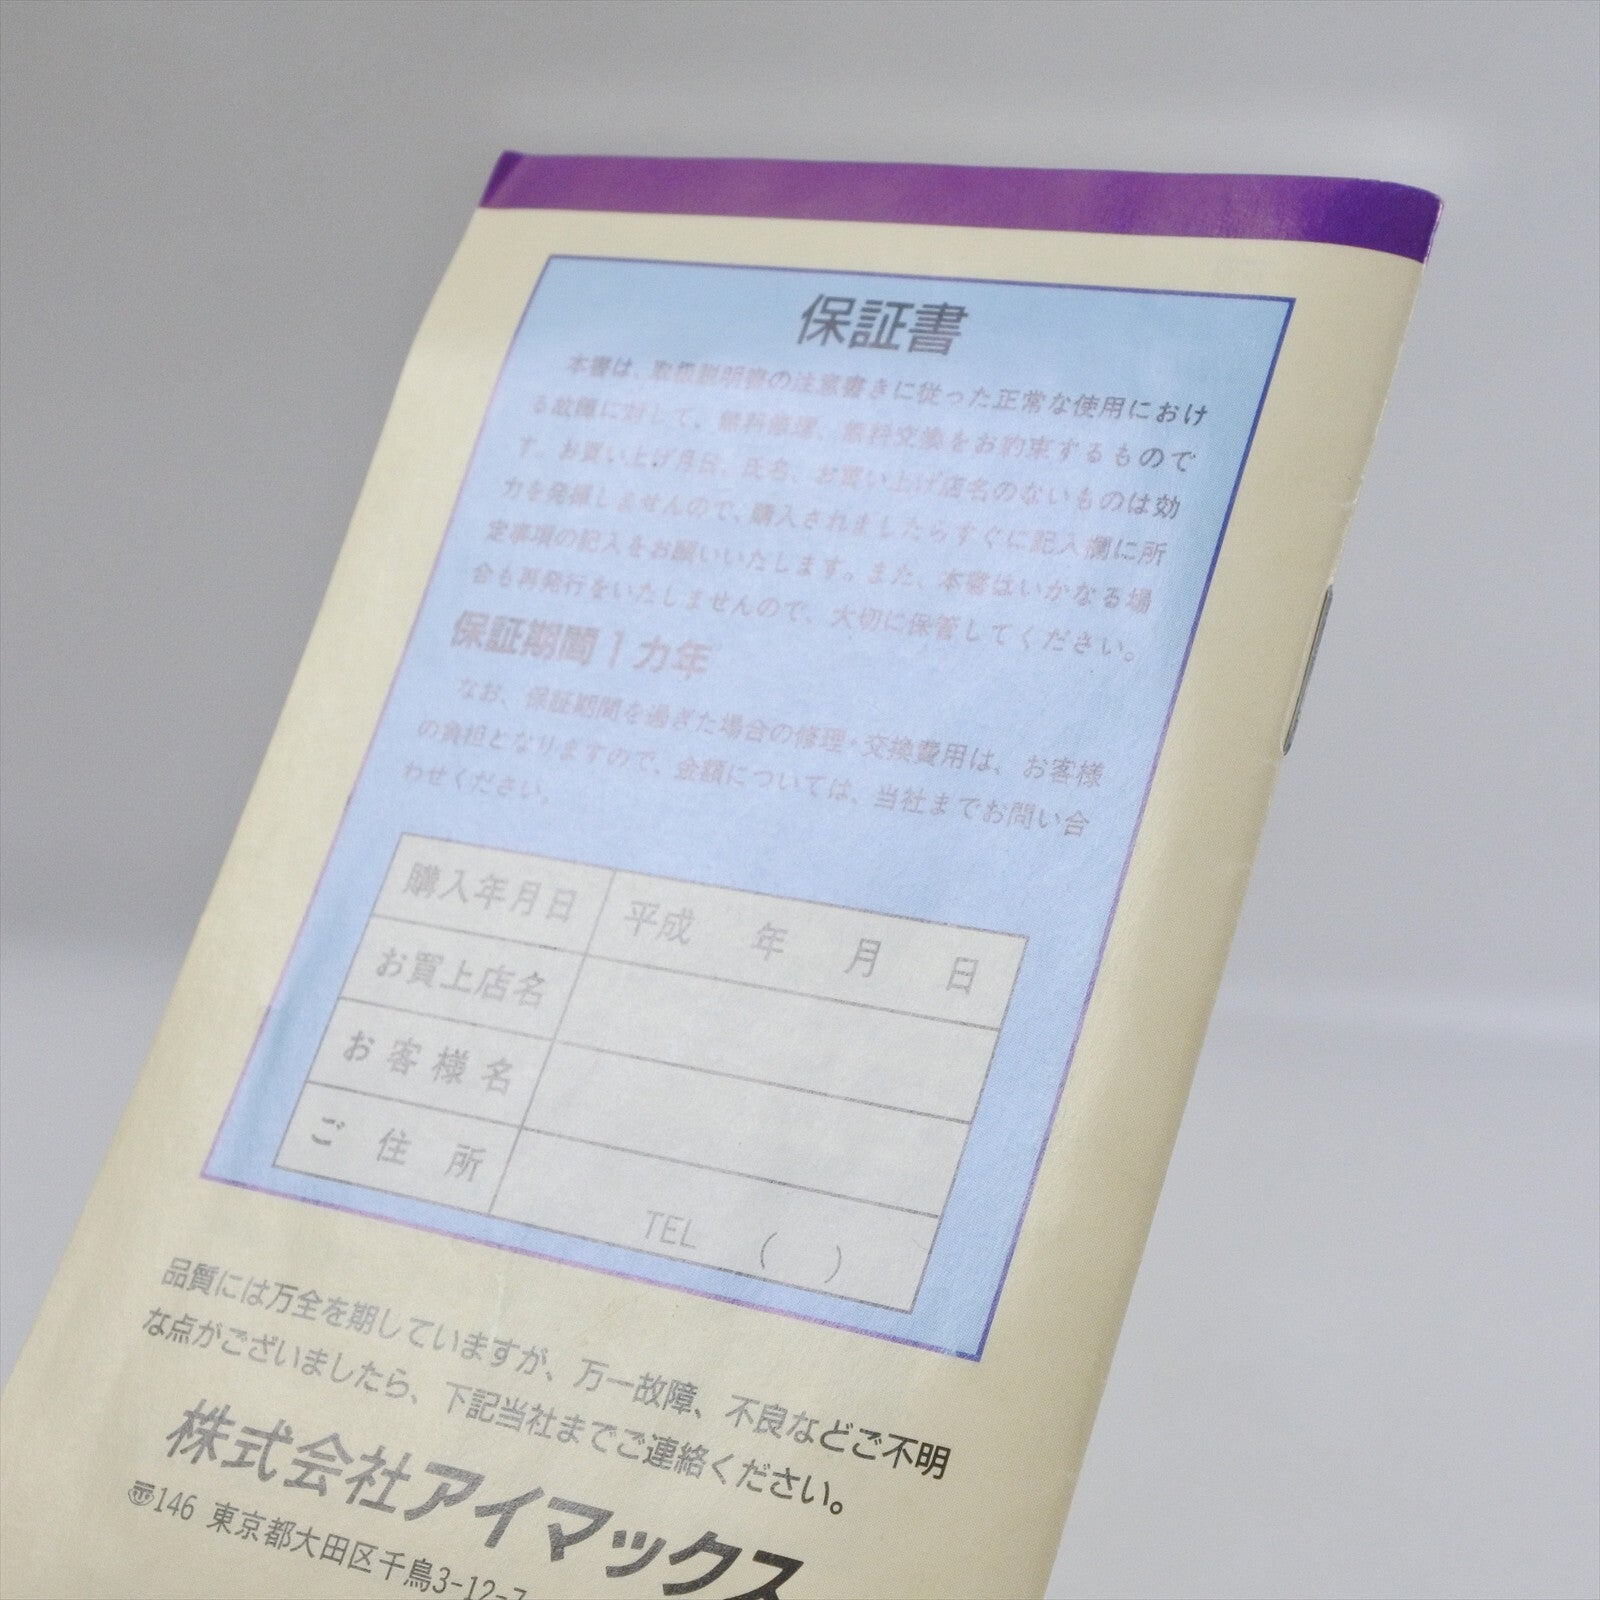 保証書
本書は、取扱説明書の注意書きに従った正常な使用におけ
る故障に対して、無料修理、無料交換をお約束するもので
す。お買い上げ月日、氏名、お買い上げ店名のないものは効
力を発揮しませんので、購入されましたらすぐに記入欄に所
定事項の記入をお願いいたします。また、本書はいかなる場
合も再発行をいたしませんので、大切に保管してください。
保証期間1カ年
なお、保証期間を過ぎた場合の修理・交換費用は、お客様
の負担となりますので、金額については、当社までお問い合
わせください。
購入年月日 平成 年 月 日
お買上店名
お客様名
ご住所
TEL ( )
品質には万全を期していますが、万一故障、不良などご不明
な点がございましたら、下記当社までご連絡ください。
株式会社アイマックス
〠146 東京都大田区千鳥3-12-7